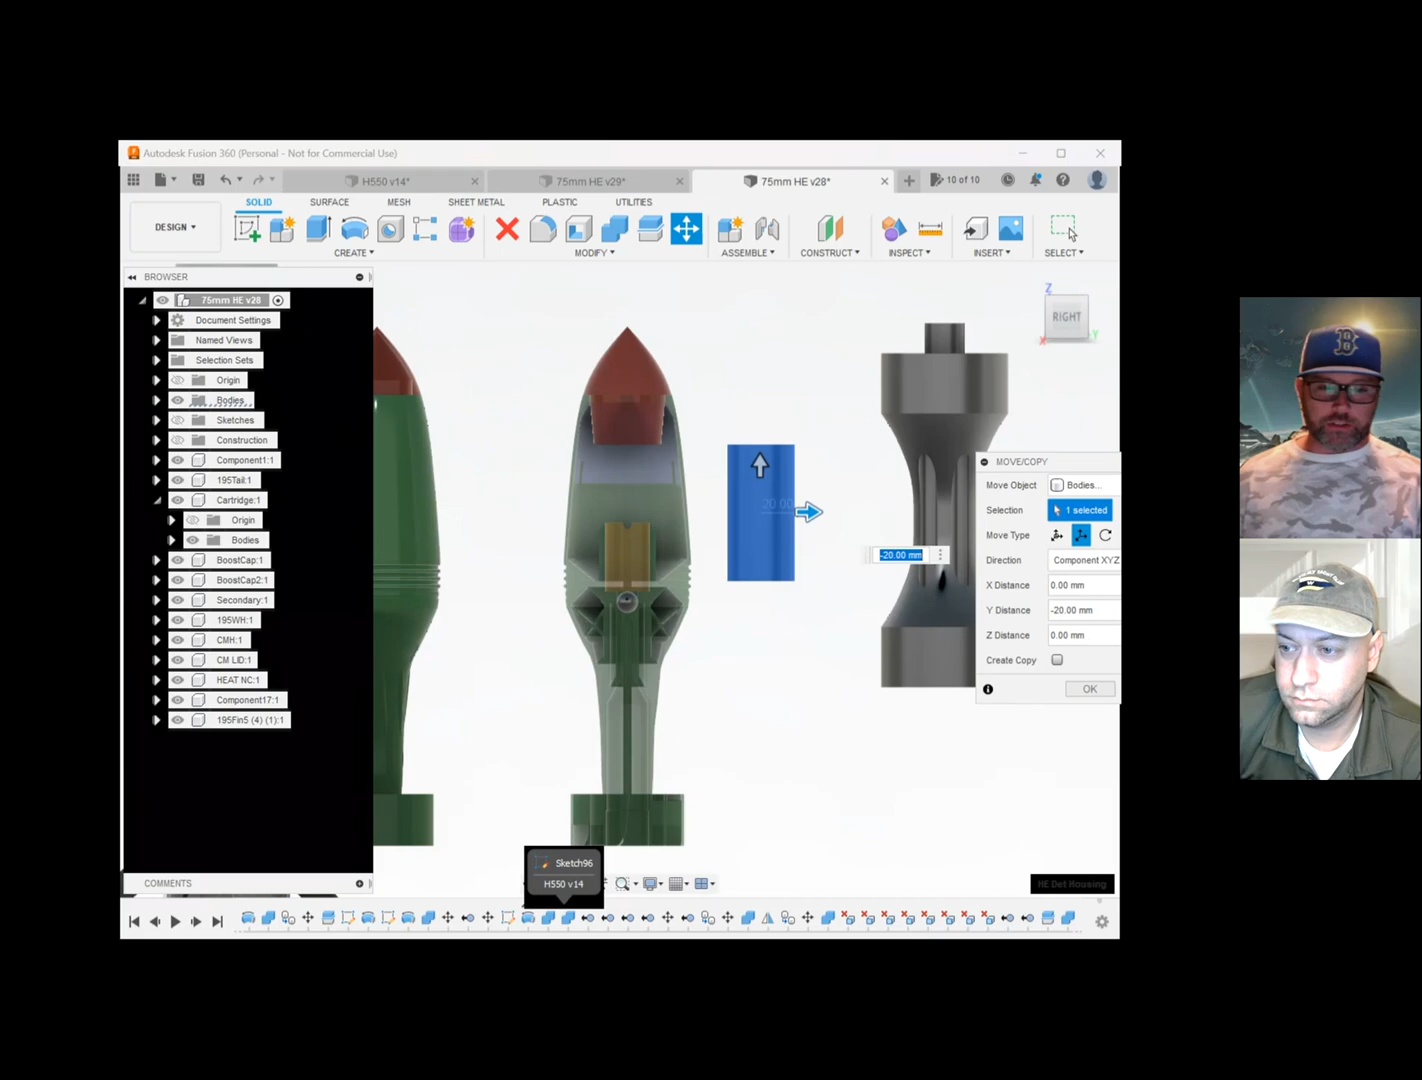 Autodesk Fusion 360 (Personal - Not for Commercial Use)
H550 v14*
75mm HE v29*
75mm HE v28*
10 of 10
SOLID
SURFACE
MESH
SHEET METAL
PLASTIC
UTILITIES
DESIGN
CREATE
MODIFY
ASSEMBLE
CONSTRUCT
INSPECT
INSERT
SELECT
BROWSER
75mm HE v28
Document Settings
Named Views
Selection Sets
Origin
Bodies
Sketches
Construction
Component1:1
195Tail:1
Cartridge:1
Origin
Bodies
BoostCap:1
BoostCap2:1
Secondary:1
195WH:1
CMH:1
CM LID:1
HEAT NC:1
Component17:1
195Fin5 (4) (1):1
Z
RIGHT
X
Y
20.00
-20.00 mm
MOVE/COPY
Move Object
Bodies...
Selection
1 selected
Move Type
Direction
Component XYZ
X Distance
0.00 mm
Y Distance
-20.00 mm
Z Distance
0.00 mm
Create Copy
OK
Sketch96
H550 v14
HE Det Housing
COMMENTS
B